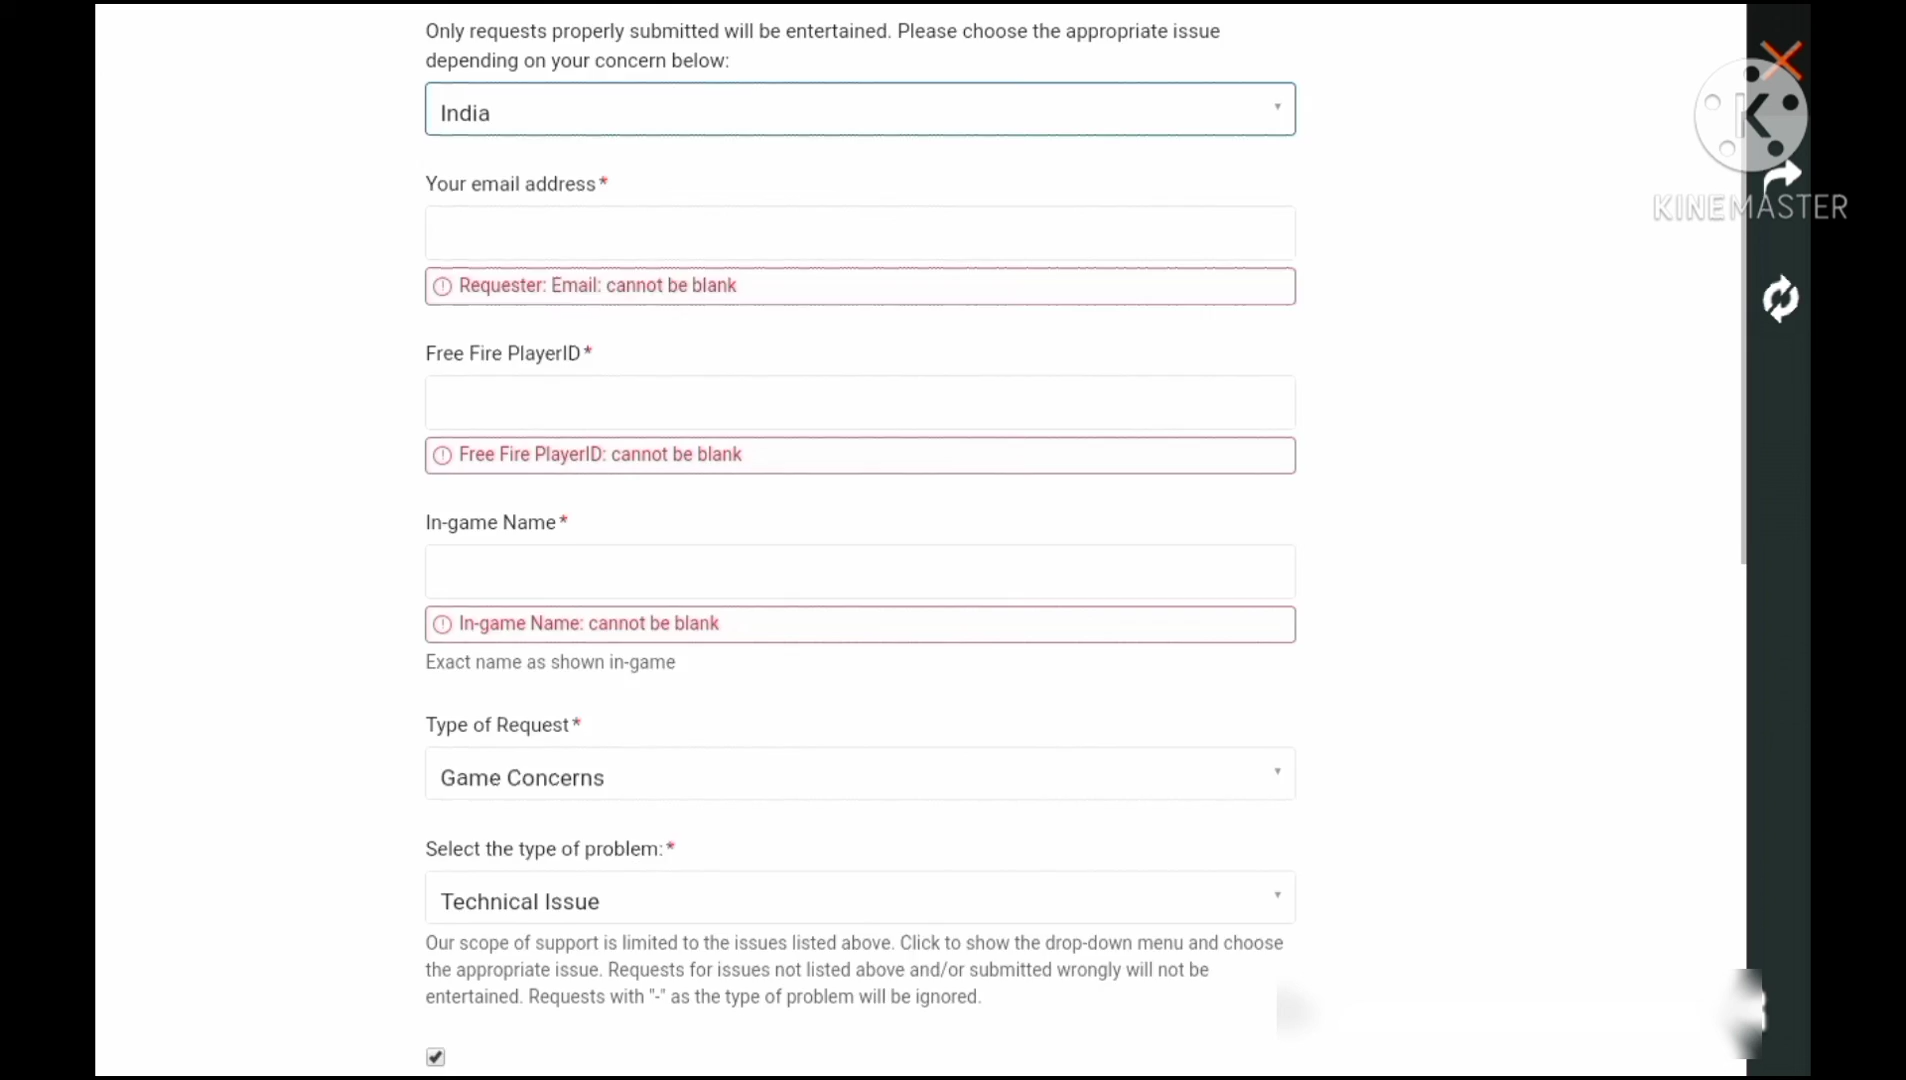 Only requests properly submitted will be entertained. Please choose the appropriate issue
depending on your concern below:
India
Your email address*
Requester: Email: cannot be blank
Free Fire PlayerID*
Free Fire PlayerID: cannot be blank
In-game Name*
In-game Name: cannot be blank
Exact name as shown in-game
Type of Request*
Game Concerns
Select the type of problem:*
Technical Issue
Our scope of support is limited to the issues listed above. Click to show the drop-down menu and choose
the appropriate issue. Requests for issues not listed above and/or submitted wrongly will not be
entertained. Requests with "-" as the type of problem will be ignored.
K
KINEMASTER